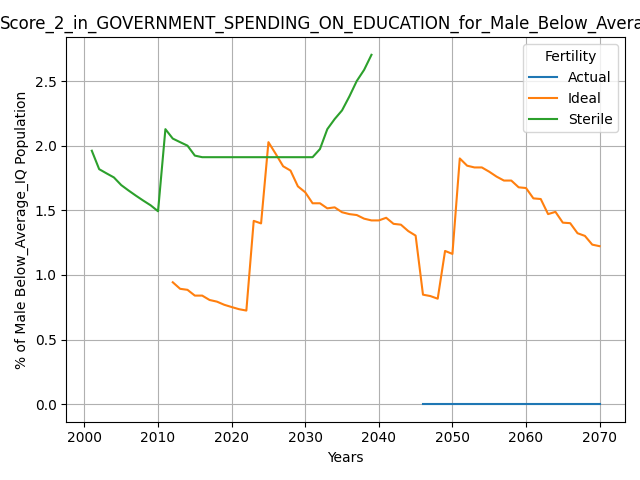 Score_2_in_GOVERNMENT_SPENDING_ON_EDUCATION_for_Male_Below_Avera
Fertility
Actual
Ideal
Sterile
% of Male Below_Average_IQ Population
2.5
2.0
1.5
1.0
0.5
0.0
2000 2010 2020 2030 2040 2050 2060 2070
Years